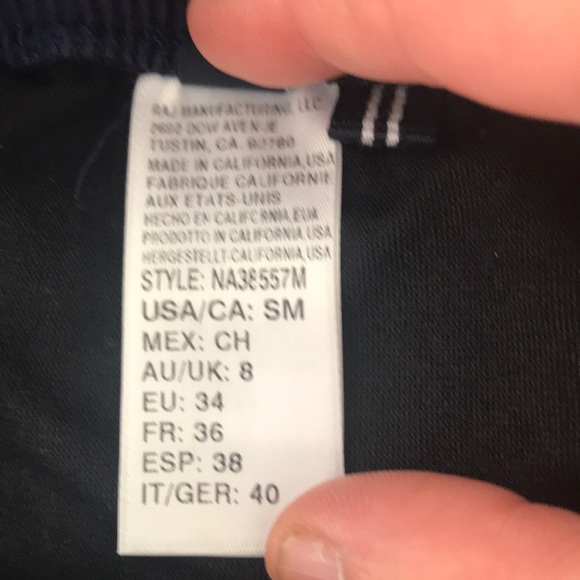 RAJ MANUFACTURING, LLC.
2692 DOW AVENUE
TUSTIN, CA. 92780
MADE IN CALIFORNIA, USA
FABRIQUE CALIFORNIE
AUX ETATS-UNIS
HECHO EN CALIFORNIA, EUA
PRODOTTO IN CALIFORNIA, USA
HERGESTELLT-CALIFORNIA, USA
STYLE: NA38557M
USA/CA: SM
MEX: CH
AU/UK: 8
EU: 34
FR: 36
ESP: 38
IT/GER: 40